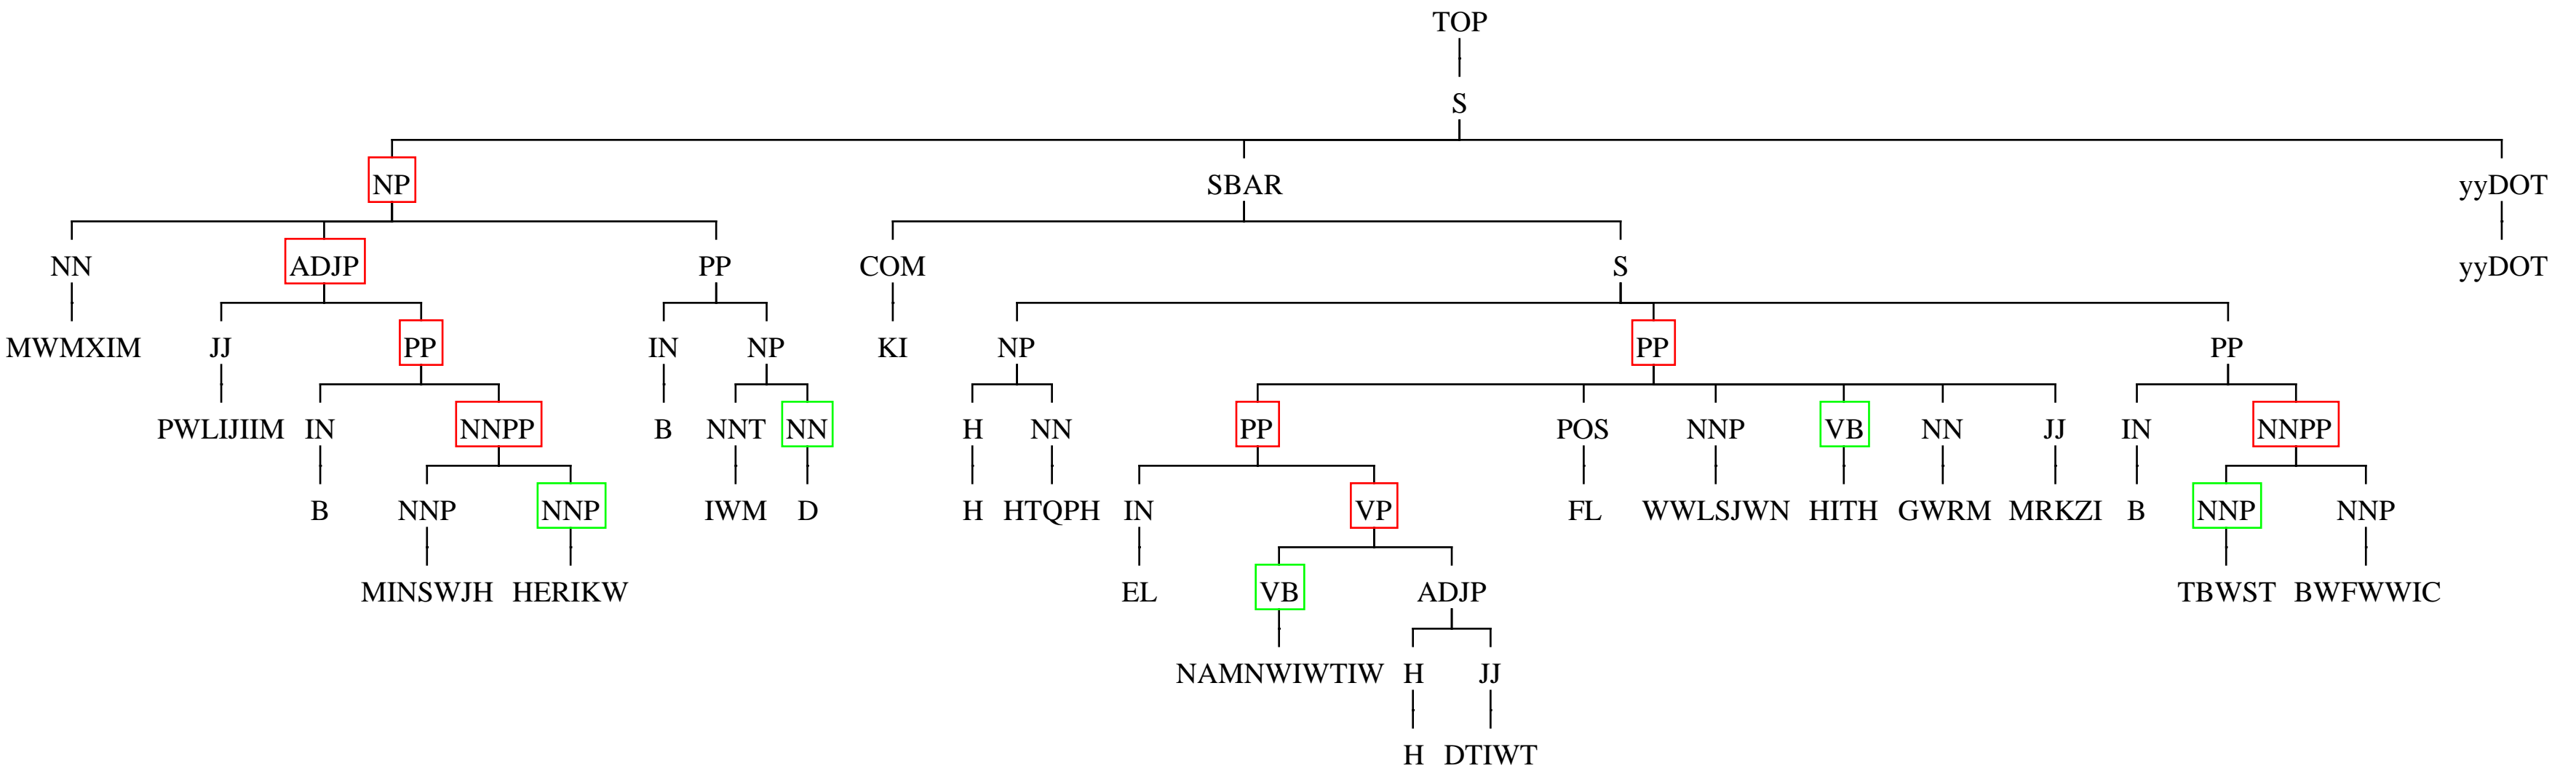 TOP
S
NP SBAR yyDOT
NN ADJP PP COM S yyDOT
MWMXIM JJ PP IN NP KI NP PP PP
PWLIJIIM IN NNPP B NNT NN H NN PP POS NNP VB NN JJ IN NNPP
B NNP NNP IWM D H HTQPH IN VP FL WWLSJWN HITH GWRM MRKZI B NNP NNP
MINSWJH HERIKW EL VB ADJP TBWST BWFWWIC
NAMNWIWTIW H JJ
H DTIWT